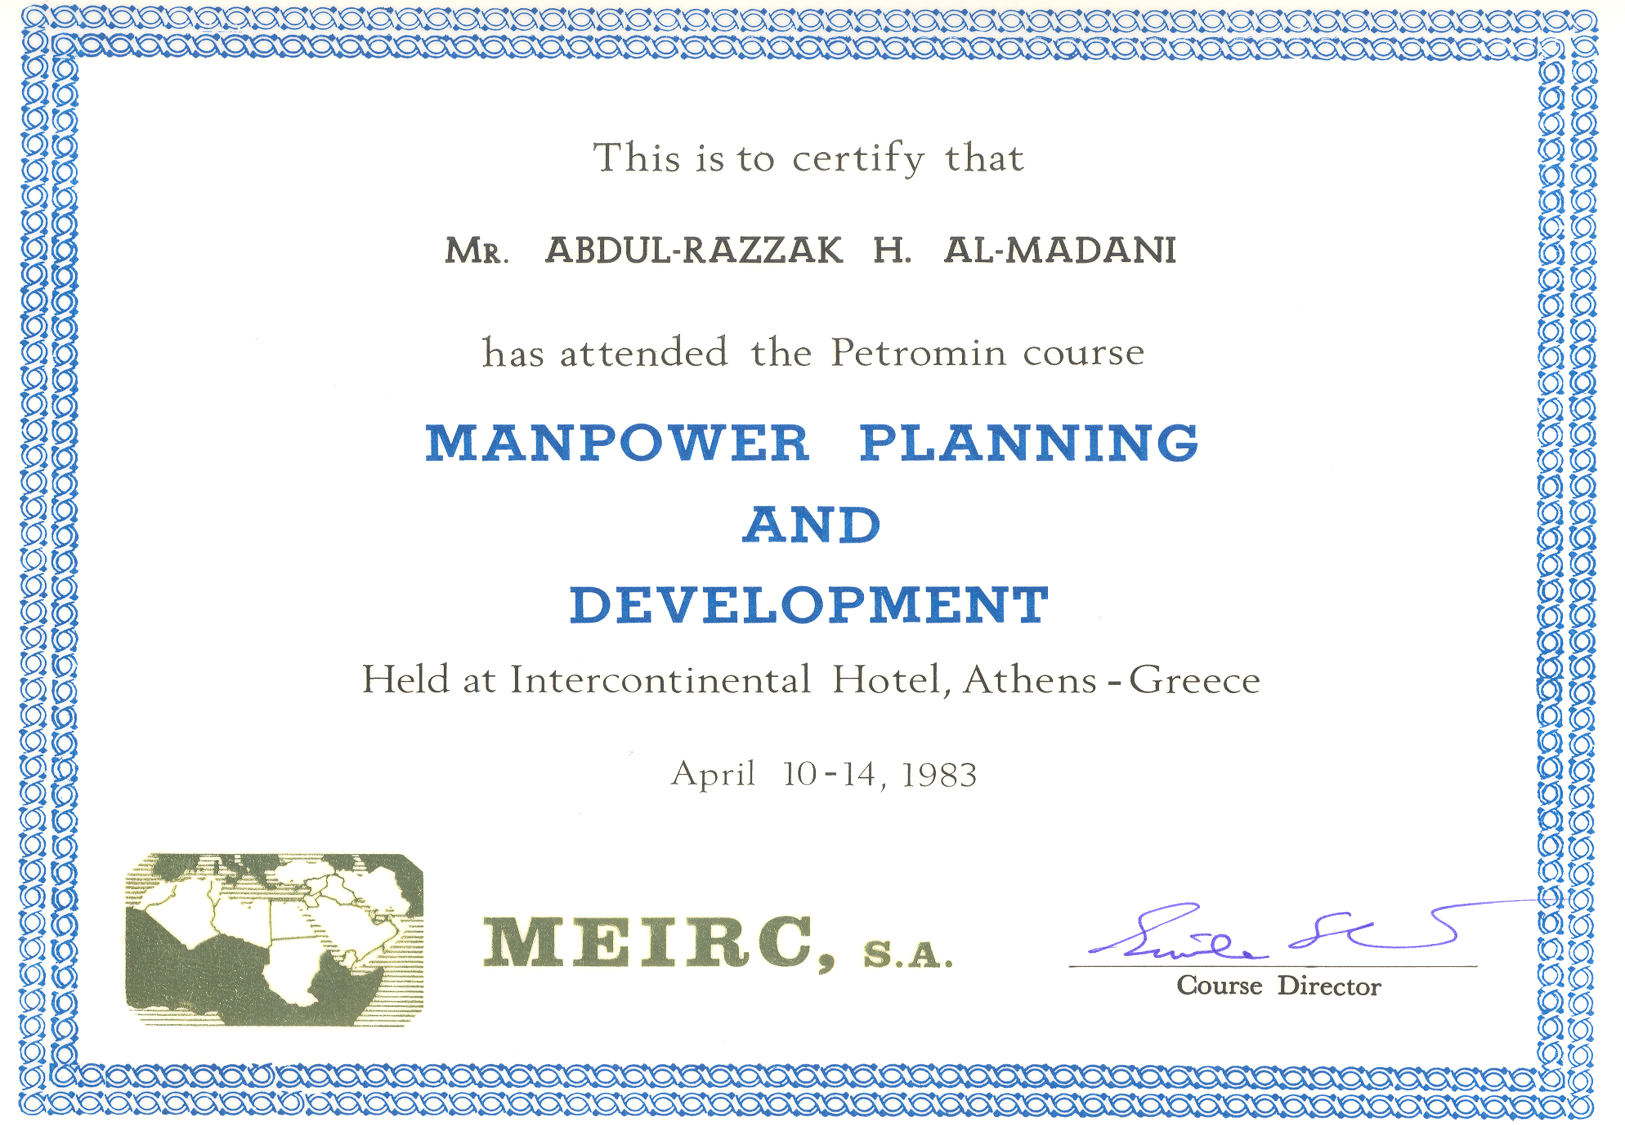 This is to certify that
MR. ABDUL-RAZZAK H. AL-MADANI
has attended the Petromin course
MANPOWER PLANNING
AND
DEVELOPMENT
Held at Intercontinental Hotel, Athens - Greece
April 10-14, 1983
MEIRC, S.A.
Course Director